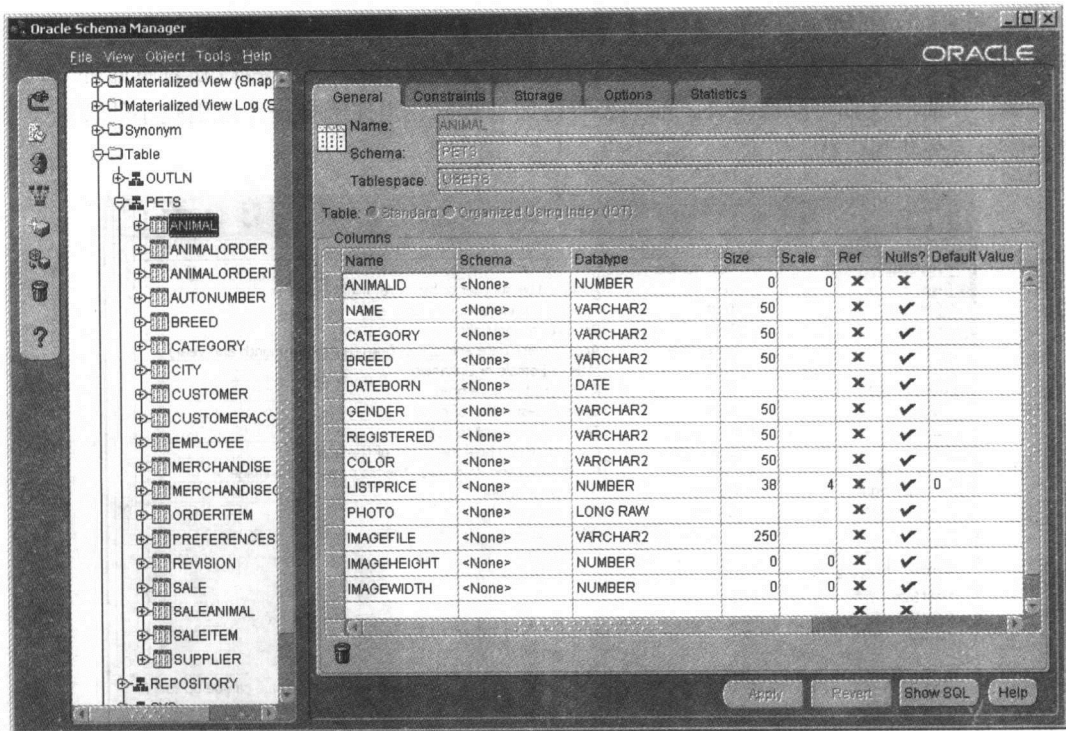 Oracle Schema Manager
File View Object Tools Help
ORACLE
Materialized View (Snap
Materialized View Log (S
Synonym
Table
OUTLN
PETS
ANIMAL
ANIMALORDER
ANIMALORDERIT
AUTONUMBER
BREED
CATEGORY
CITY
CUSTOMER
CUSTOMERACC
EMPLOYEE
MERCHANDISE
MERCHANDISEO
ORDERITEM
PREFERENCES
REVISION
SALE
SALEANIMAL
SALEITEM
SUPPLIER
REPOSITORY
General Constraints Storage Options Statistics
Name: ANIMAL
Schema: PETS
Tablespace: USERS
Table: Standard Organized Using Index (IOT)
Columns
Name Schema Datatype Size Scale Ref Nulls? Default Value
ANIMALID <None> NUMBER 0 0
NAME <None> VARCHAR2 50
CATEGORY <None> VARCHAR2 50
BREED <None> VARCHAR2 50
DATEBORN <None> DATE
GENDER <None> VARCHAR2 50
REGISTERED <None> VARCHAR2 50
COLOR <None> VARCHAR2 50
LISTPRICE <None> NUMBER 38 4 0
PHOTO <None> LONG RAW
IMAGEFILE <None> VARCHAR2 250
IMAGEHEIGHT <None> NUMBER 0 0
IMAGEWIDTH <None> NUMBER 0 0
Apply Revert Show SQL Help